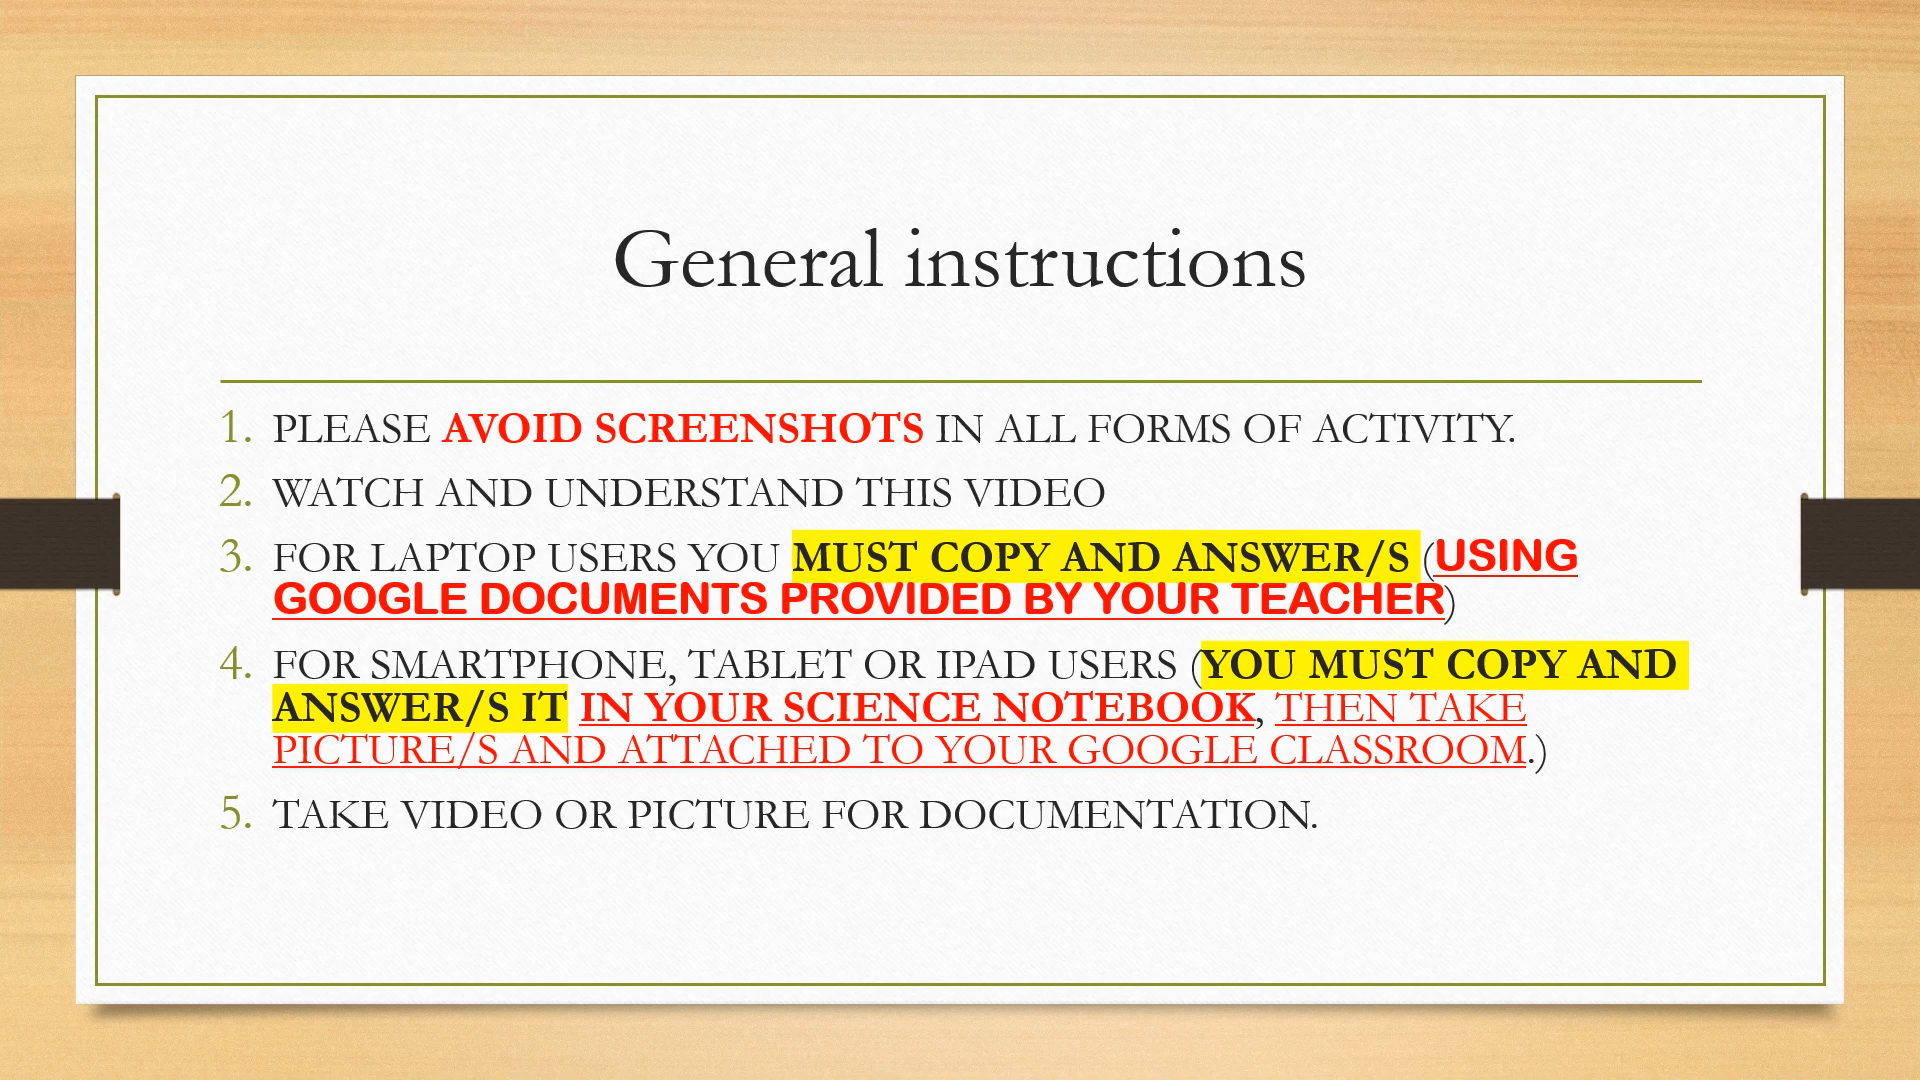 General instructions
1. PLEASE AVOID SCREENSHOTS IN ALL FORMS OF ACTIVITY.
2. WATCH AND UNDERSTAND THIS VIDEO
3. FOR LAPTOP USERS YOU MUST COPY AND ANSWER/S (USING
GOOGLE DOCUMENTS PROVIDED BY YOUR TEACHER)
4. FOR SMARTPHONE, TABLET OR IPAD USERS (YOU MUST COPY AND
ANSWER/S IT IN YOUR SCIENCE NOTEBOOK, THEN TAKE
PICTURE/S AND ATTACHED TO YOUR GOOGLE CLASSROOM.)
5. TAKE VIDEO OR PICTURE FOR DOCUMENTATION.